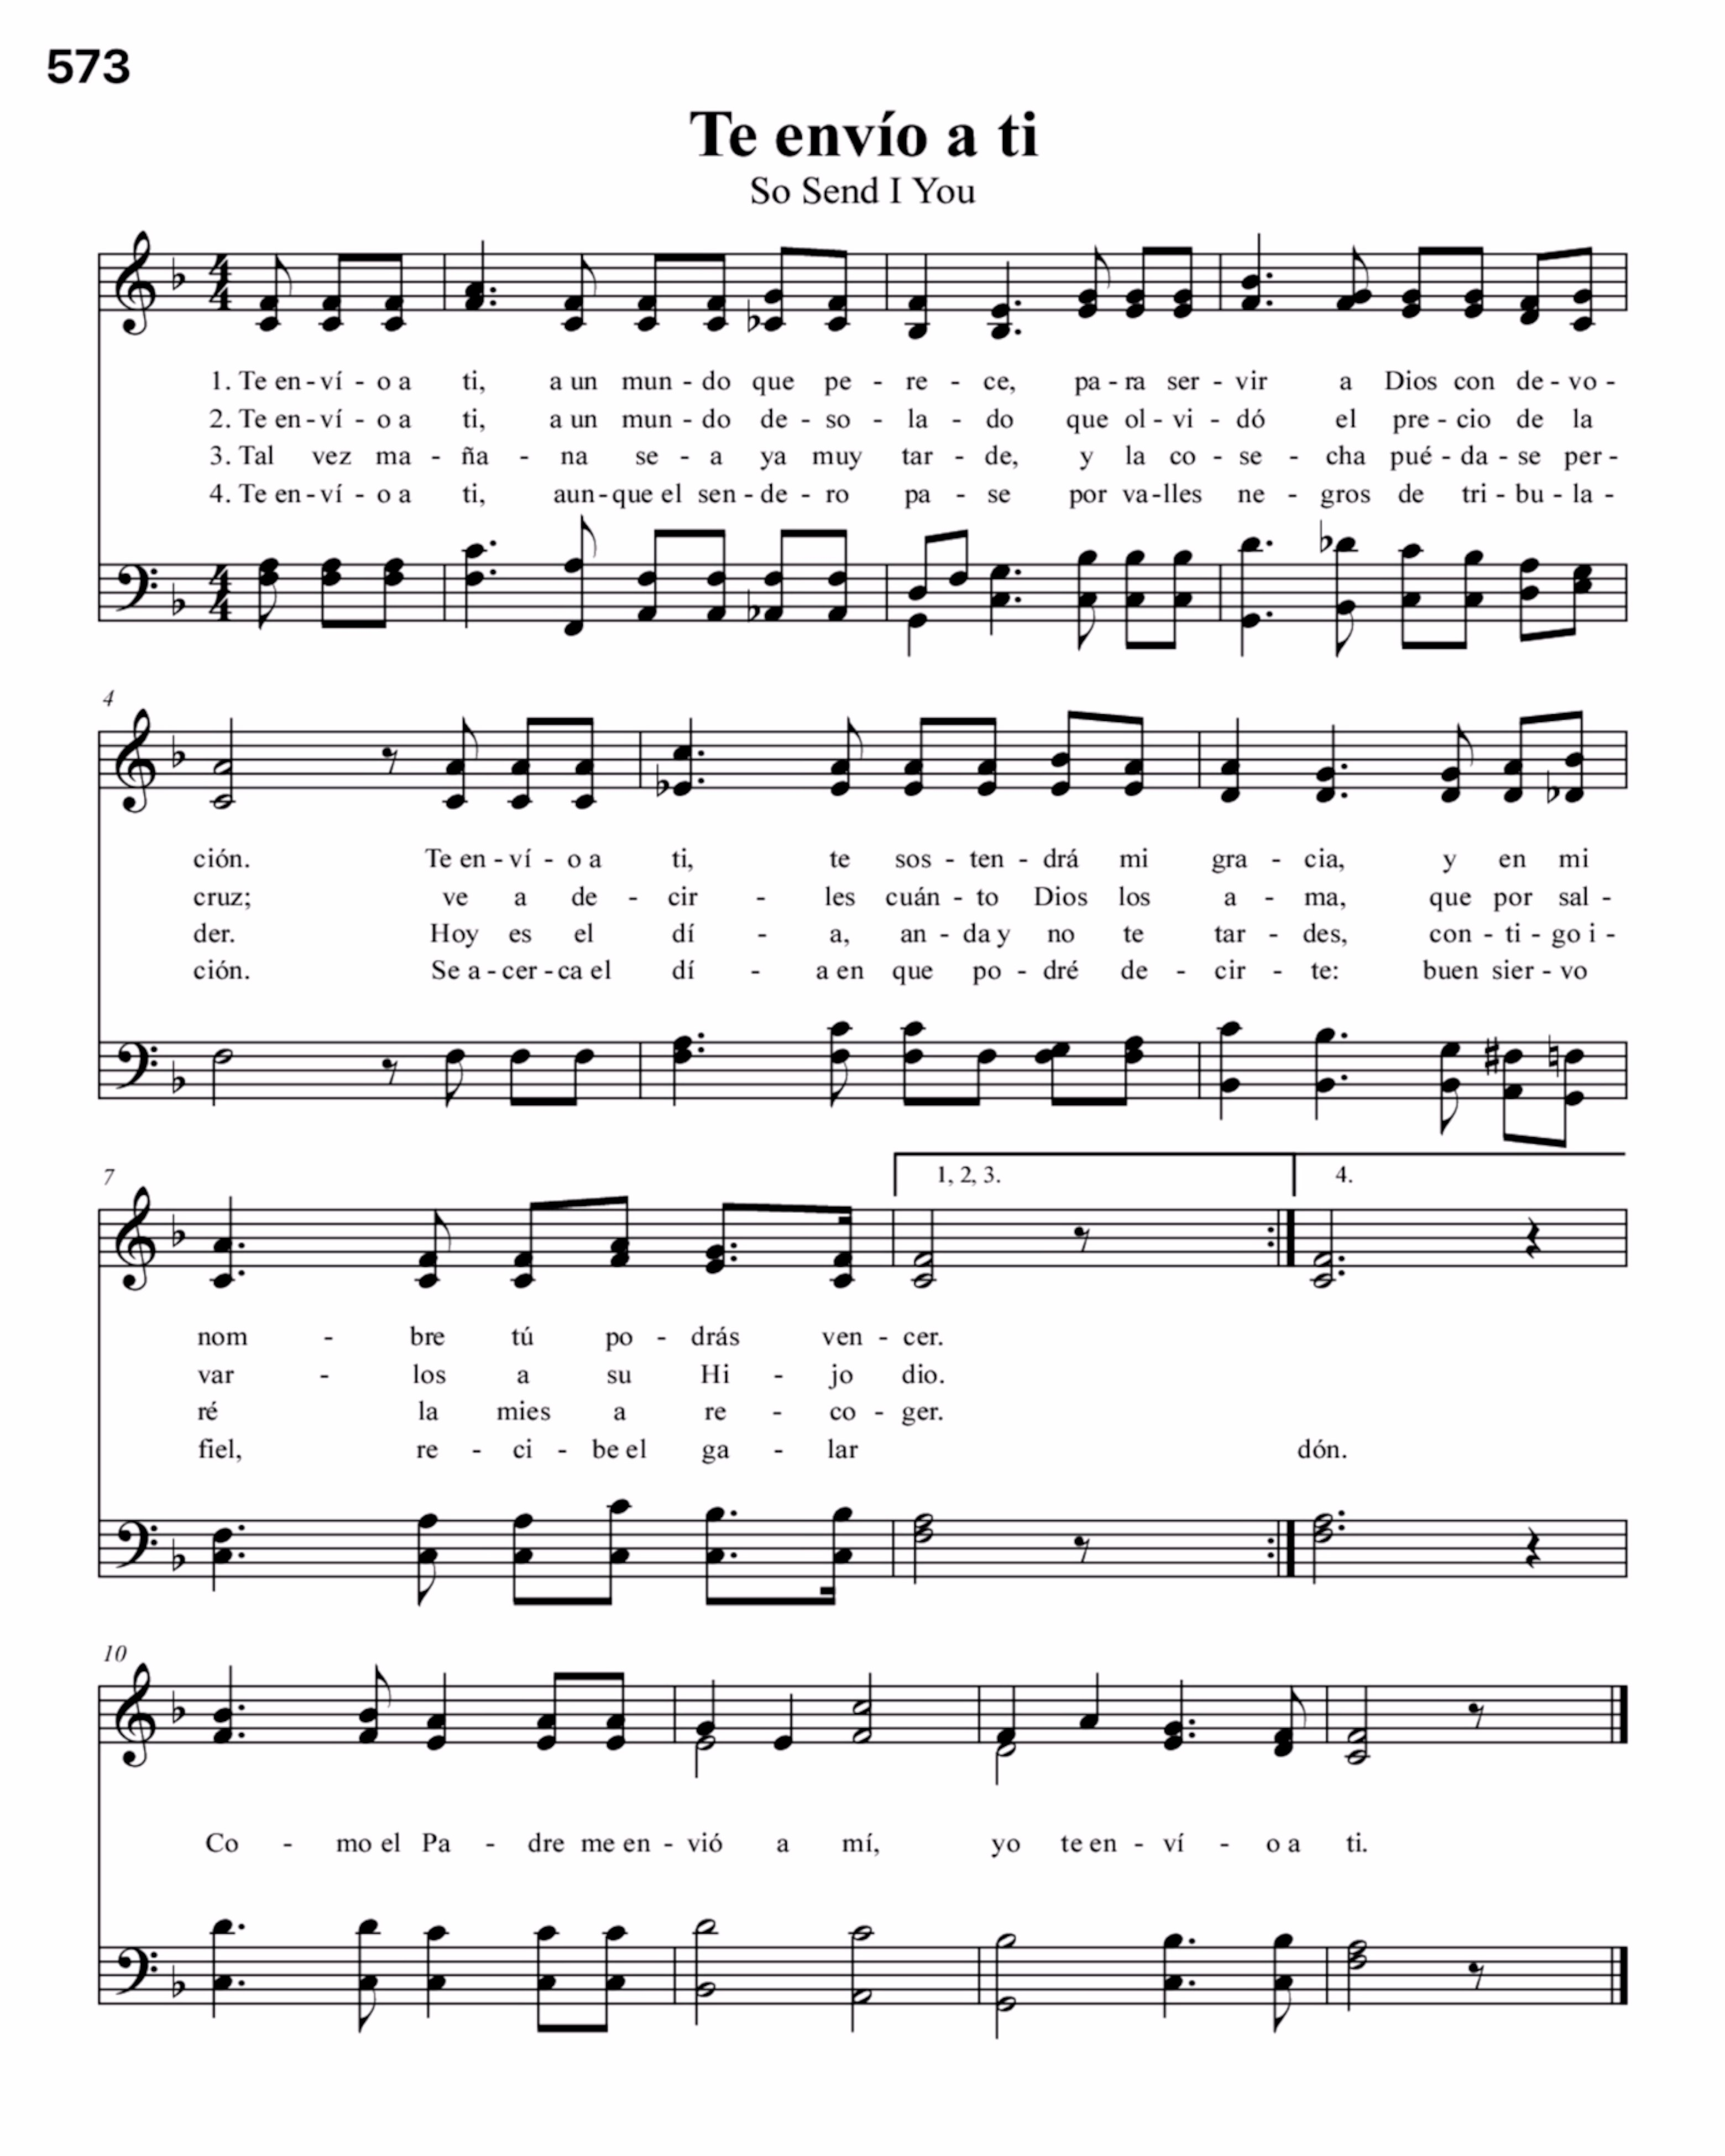 573
Te envío a ti
So Send I You
1. Te en - ví - o a ti, a un mun - do que pe - re - ce, pa - ra ser - vir a Dios con de - vo -
2. Te en - ví - o a ti, a un mun - do de - so - la - do que ol - vi - dó el pre - cio de la
3. Tal vez ma - ña - na se - a ya muy tar - de, y la co - se - cha pué - da - se per -
4. Te en - ví - o a ti, aun - que el sen - de - ro pa - se por va - lles ne - gros de tri - bu - la -
4
ción. Te en - ví - o a ti, te sos - ten - drá mi gra - cia, y en mi
cruz; ve a de - cir - les cuán - to Dios los a - ma, que por sal -
der. Hoy es el dí - a, an - da y no te tar - des, con - ti - go i -
ción. Se a - cer - ca el dí - a en que po - dré de - cir - te: buen sier - vo
7
1, 2, 3. 4.
nom - bre tú po - drás ven - cer.
var - los a su Hi - jo dio.
ré la mies a re - co - ger.
fiel, re - ci - be el ga - lar dón.
10
Co - mo el Pa - dre me en - vió a mí, yo te en - ví - o a ti.